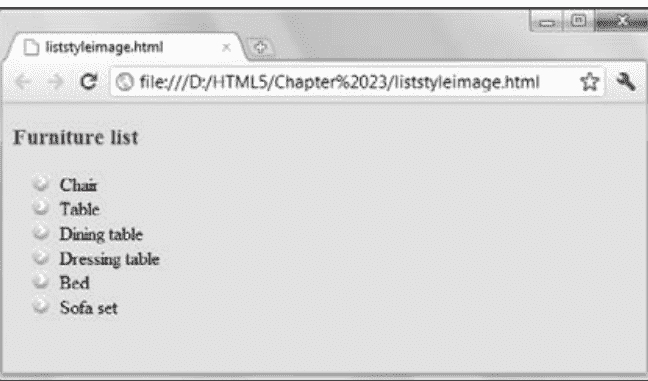 liststyleimage.html
file:///D:/HTML5/Chapter%2023/liststyleimage.html
Furniture list
Chair
Table
Dining table
Dressing table
Bed
Sofa set